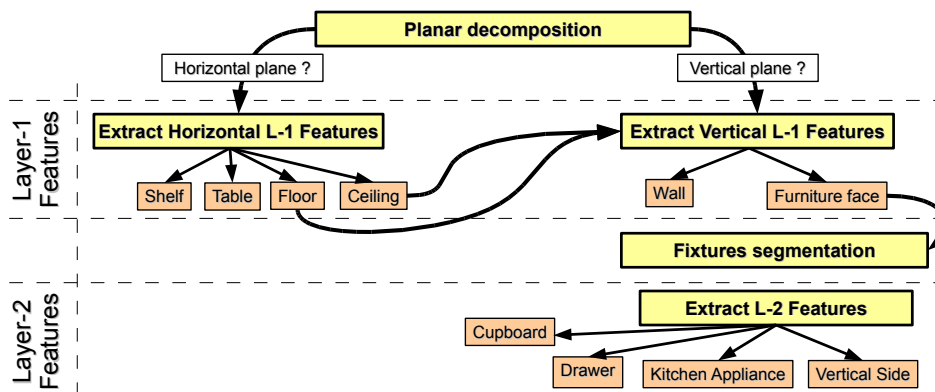 Planar decomposition
Horizontal plane ?
Vertical plane ?
Layer-1
Features
Extract Horizontal L-1 Features
Extract Vertical L-1 Features
Shelf
Table
Floor
Ceiling
Wall
Furniture face
Fixtures segmentation
Layer-2
Features
Extract L-2 Features
Cupboard
Drawer
Kitchen Appliance
Vertical Side